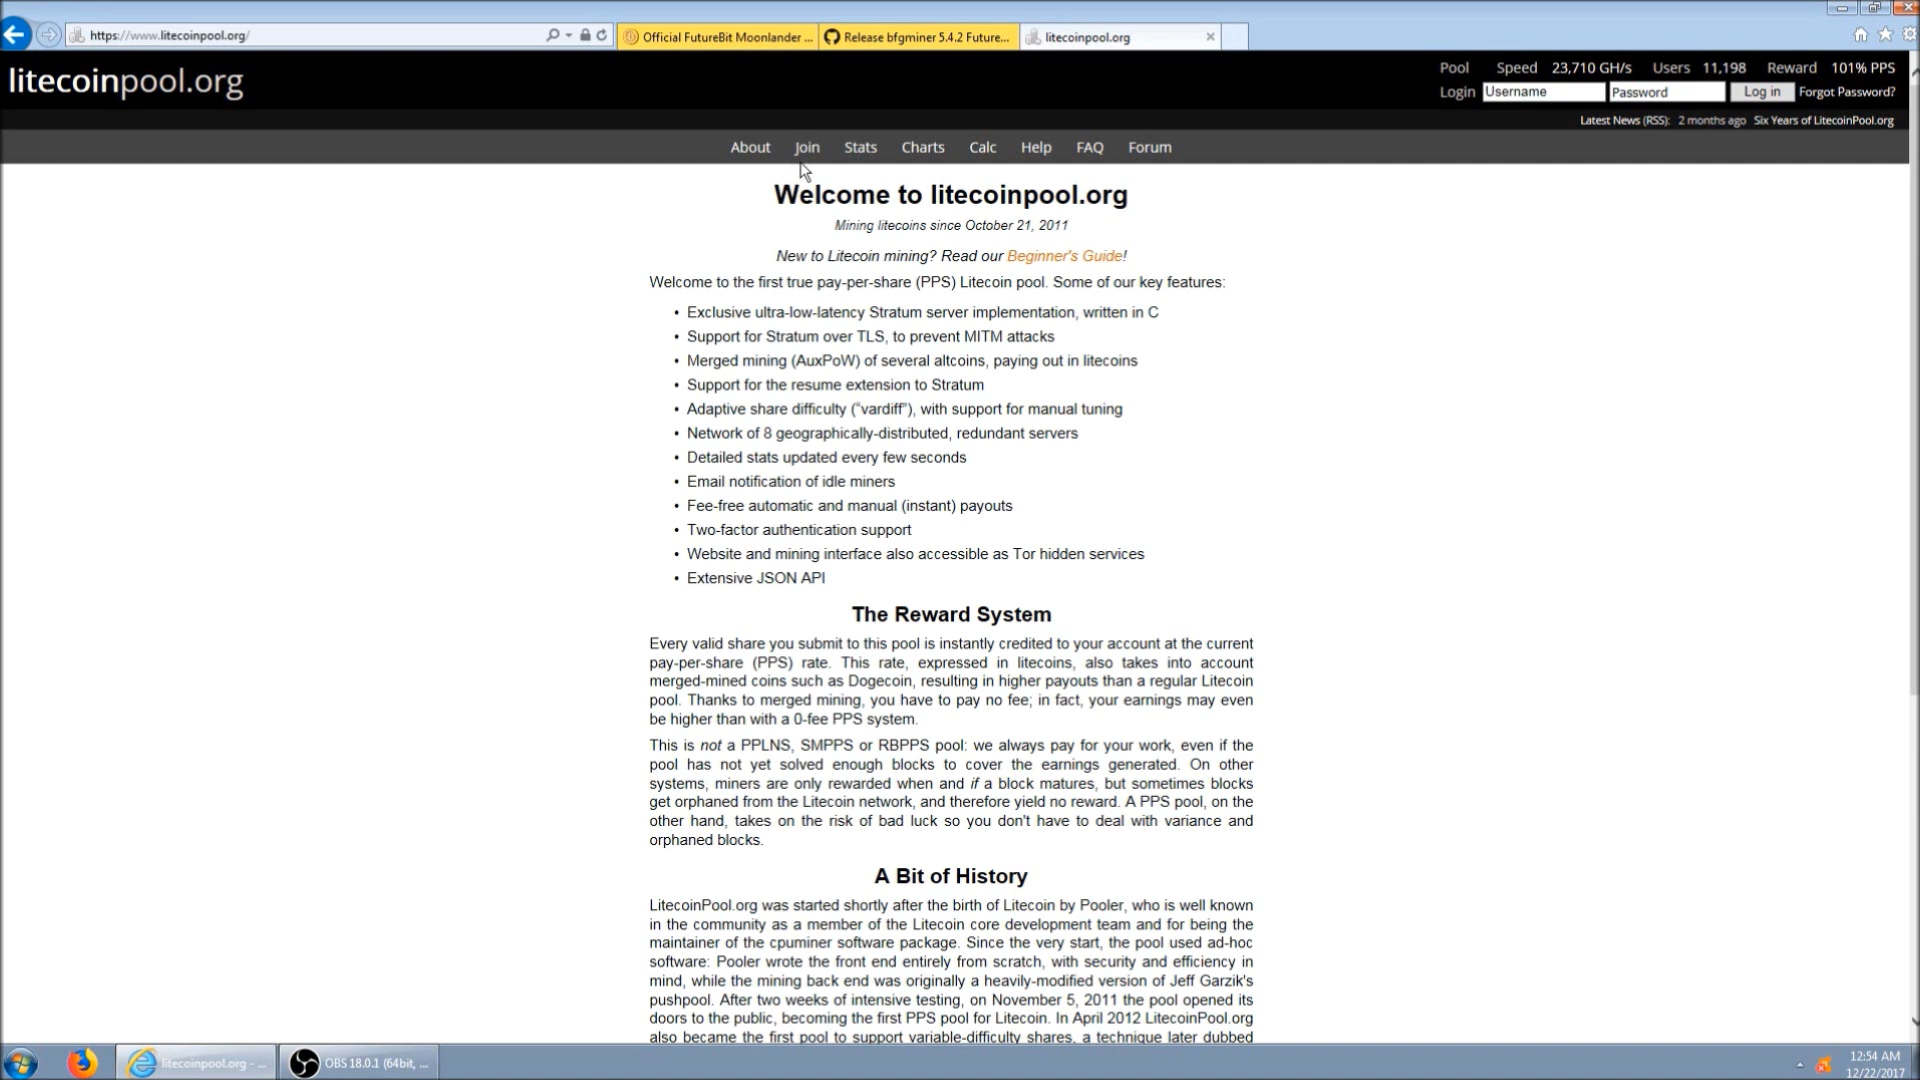 https://www.litecoinpool.org/
Official FutureBit Moonlander ...
Release bfgminer 5.4.2 Future...
litecoinpool.org
litecoinpool.org
Pool Speed 23,710 GH/s Users 11,198 Reward 101% PPS
Login Username Password Log in Forgot Password?
Latest News (RSS): 2 months ago Six Years of LitecoinPool.org
About Join Stats Charts Calc Help FAQ Forum
Welcome to litecoinpool.org
Mining litecoins since October 21, 2011
New to Litecoin mining? Read our Beginner's Guide!
Welcome to the first true pay-per-share (PPS) Litecoin pool. Some of our key features:
• Exclusive ultra-low-latency Stratum server implementation, written in C
• Support for Stratum over TLS, to prevent MITM attacks
• Merged mining (AuxPoW) of several altcoins, paying out in litecoins
• Support for the resume extension to Stratum
• Adaptive share difficulty (“vardiff”), with support for manual tuning
• Network of 8 geographically-distributed, redundant servers
• Detailed stats updated every few seconds
• Email notification of idle miners
• Fee-free automatic and manual (instant) payouts
• Two-factor authentication support
• Website and mining interface also accessible as Tor hidden services
• Extensive JSON API
The Reward System
Every valid share you submit to this pool is instantly credited to your account at the current
pay-per-share (PPS) rate. This rate, expressed in litecoins, also takes into account
merged-mined coins such as Dogecoin, resulting in higher payouts than a regular Litecoin
pool. Thanks to merged mining, you have to pay no fee; in fact, your earnings may even
be higher than with a 0-fee PPS system.
This is not a PPLNS, SMPPS or RBPPS pool: we always pay for your work, even if the
pool has not yet solved enough blocks to cover the earnings generated. On other
systems, miners are only rewarded when and if a block matures, but sometimes blocks
get orphaned from the Litecoin network, and therefore yield no reward. A PPS pool, on the
other hand, takes on the risk of bad luck so you don't have to deal with variance and
orphaned blocks.
A Bit of History
LitecoinPool.org was started shortly after the birth of Litecoin by Pooler, who is well known
in the community as a member of the Litecoin core development team and for being the
maintainer of the cpuminer software package. Since the very start, the pool used ad-hoc
software: Pooler wrote the front end entirely from scratch, with security and efficiency in
mind, while the mining back end was originally a heavily-modified version of Jeff Garzik's
pushpool. After two weeks of intensive testing, on November 5, 2011 the pool opened its
doors to the public, becoming the first PPS pool for Litecoin. In April 2012 LitecoinPool.org
also became the first pool to support variable-difficulty shares, a technique later dubbed
litecoinpool.org - ...
OBS 18.0.1 (64bit, ...
12:54 AM
12/22/2017